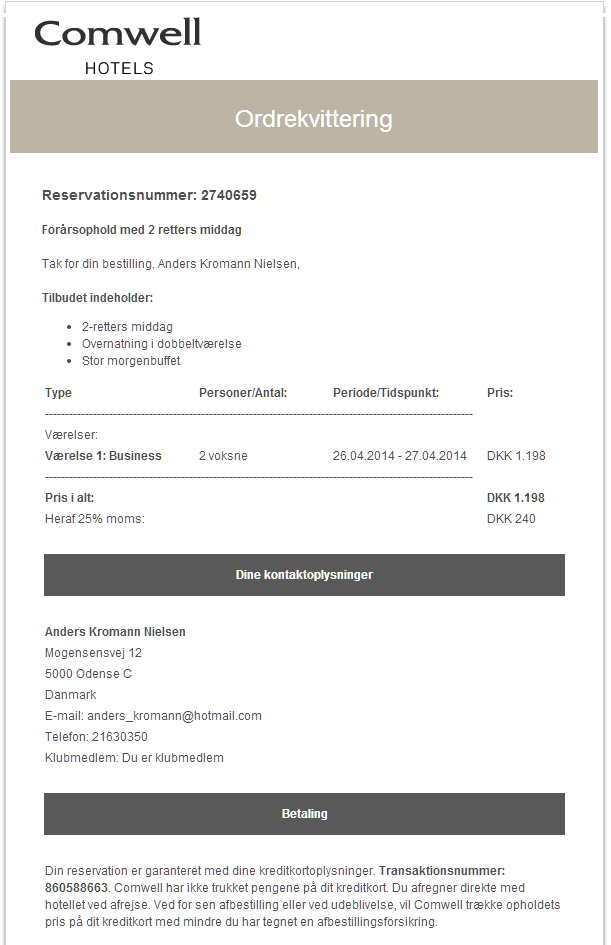 Comwell
HOTELS
Ordrekvittering
Reservationsnummer: 2740659
Forårsophold med 2 retters middag
Tak for din bestilling, Anders Kromann Nielsen,
Tilbudet indeholder:
• 2-retters middag
• Overnatning i dobbeltværelse
• Stor morgenbuffet
Type Personer/Antal: Periode/Tidspunkt: Pris:
Værelser:
Værelse 1: Business 2 voksne 26.04.2014 - 27.04.2014 DKK 1.198
Pris i alt: DKK 1.198
Heraf 25% moms: DKK 240
Dine kontaktoplysninger
Anders Kromann Nielsen
Mogensensvej 12
5000 Odense C
Danmark
E-mail: anders_kromann@hotmail.com
Telefon: 21630350
Klubmedlem: Du er klubmedlem
Betaling
Din reservation er garanteret med dine kreditkortoplysninger. Transaktionsnummer:
860588663. Comwell har ikke trukket pengene på dit kreditkort. Du afregner direkte med
hotellet ved afrejse. Ved for sen afbestilling eller ved udeblivelse, vil Comwell trække opholdets
pris på dit kreditkort med mindre du har tegnet en afbestillingsforsikring.